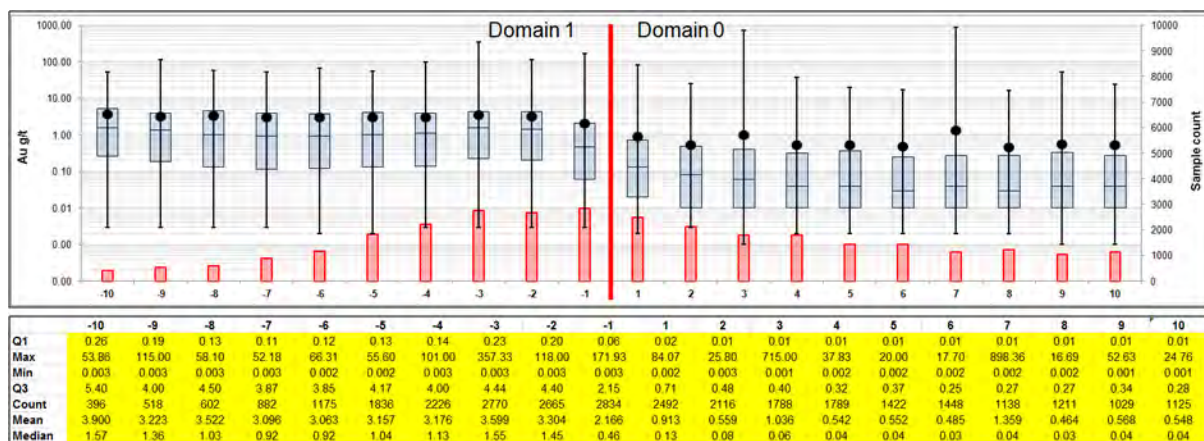 1000.00 Domain 1 Domain 0 10000
9000
100.00 8000
7000
10.00 6000
Au g/t 1.00 5000 Sample count
0.10 4000
3000
0.01 2000
0.00 1000
0.00 0
-10 -9 -8 -7 -6 -5 -4 -3 -2 -1 1 2 3 4 5 6 7 8 9 10
-10 -9 -8 -7 -6 -5 -4 -3 -2 -1 1 2 3 4 5 6 7 8 9 10
Q1 0.26 0.19 0.13 0.11 0.12 0.13 0.14 0.23 0.20 0.06 0.02 0.01 0.01 0.01 0.01 0.01 0.01 0.01 0.01 0.01
Max 53.86 115.00 58.10 52.18 66.31 55.60 101.00 357.33 118.00 171.93 84.07 25.80 715.00 37.83 20.00 17.70 898.36 16.69 52.63 24.76
Min 0.003 0.003 0.003 0.003 0.002 0.002 0.003 0.003 0.003 0.003 0.002 0.002 0.001 0.002 0.002 0.002 0.002 0.002 0.001 0.001
Q3 5.40 4.00 4.50 3.87 3.85 4.17 4.00 4.44 4.40 2.15 0.71 0.48 0.40 0.32 0.37 0.25 0.27 0.27 0.34 0.28
Count 396 518 602 882 1175 1836 2226 2770 2665 2834 2492 2116 1788 1789 1422 1448 1138 1211 1029 1125
Mean 3.900 3.223 3.522 3.096 3.063 3.157 3.176 3.599 3.304 2.166 0.913 0.559 1.036 0.542 0.552 0.485 1.359 0.464 0.568 0.548
Median 1.57 1.36 1.03 0.92 0.92 1.04 1.13 1.55 1.45 0.46 0.13 0.08 0.06 0.04 0.04 0.03 0.04 0.03 0.04 0.04